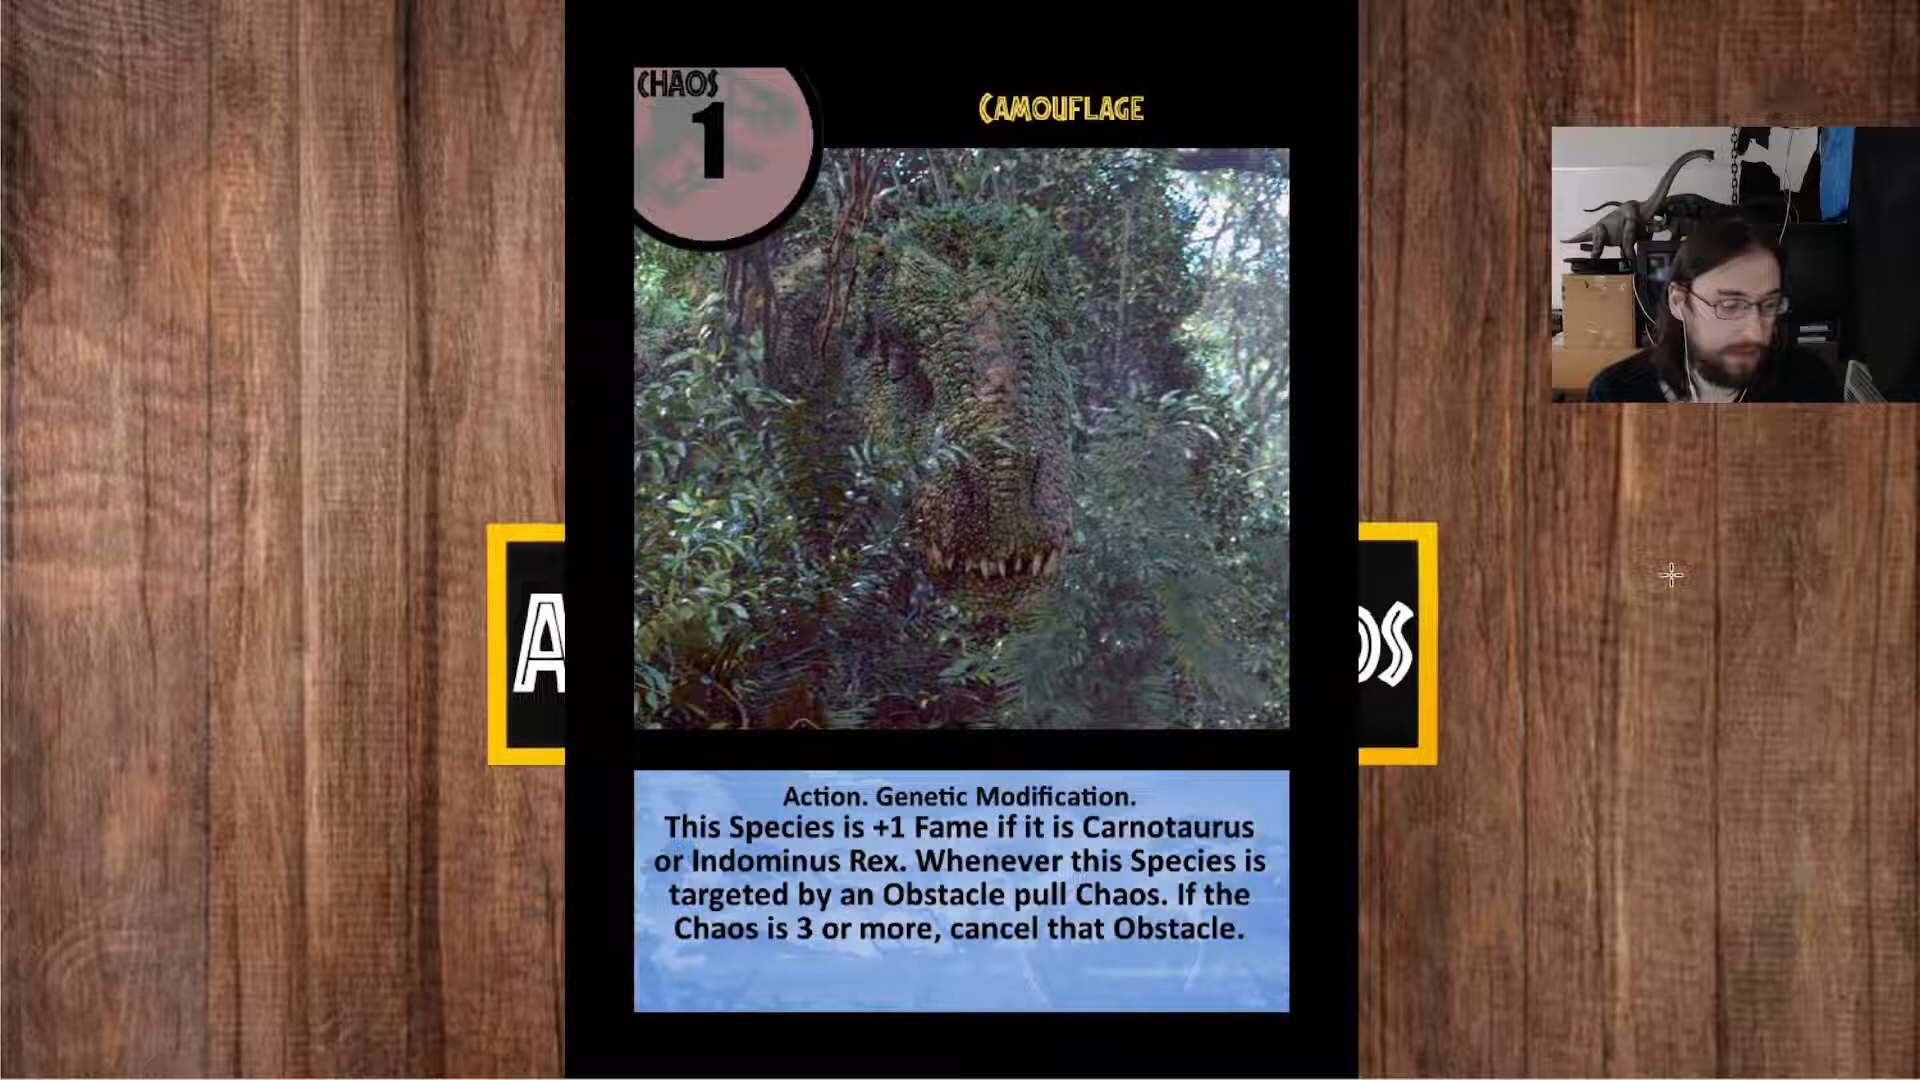 CHAOS
1
CAMOUFLAGE
A
OS
Action. Genetic Modification.
This Species is +1 Fame if it is Carnotaurus
or Indominus Rex. Whenever this Species is
targeted by an Obstacle pull Chaos. If the
Chaos is 3 or more, cancel that Obstacle.